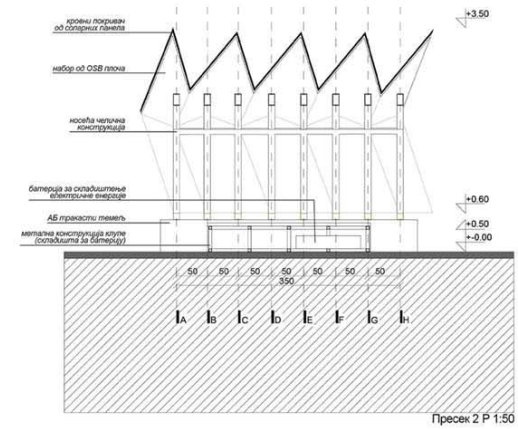 кровни покривач
од соларних панела
+3.50
набор од OSB плоча
носећа челична
конструкција
батерија за складиштење
електричне енергије
+0.60
АБ тракасти темељ
+0.50
метална конструкција клупе
(складишта за батерију)
+-0.00
50 50 50 50 50 50 50
350
A B C D E F G H
Пресек 2 Р 1:50